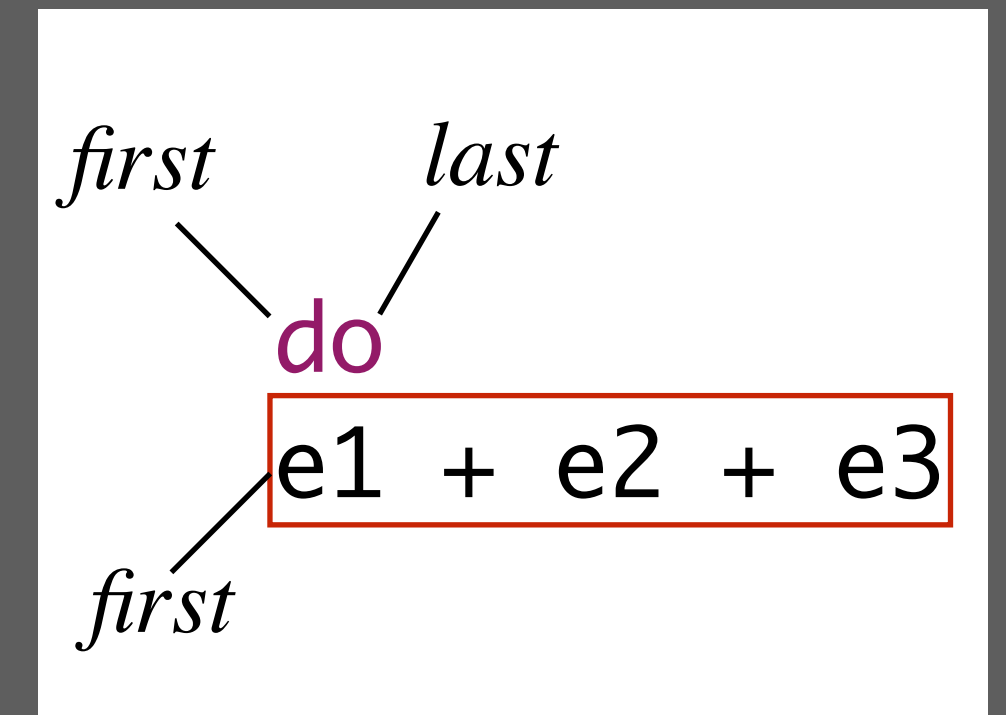 first last
do
e1 + e2 + e3
first